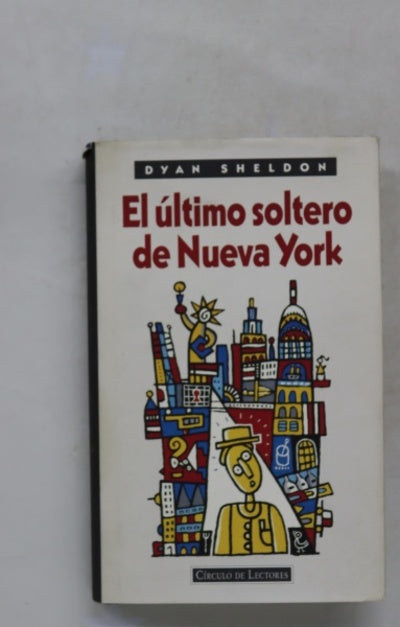 DYAN SHELDON
El último soltero
de Nueva York
CÍRCULO DE LECTORES